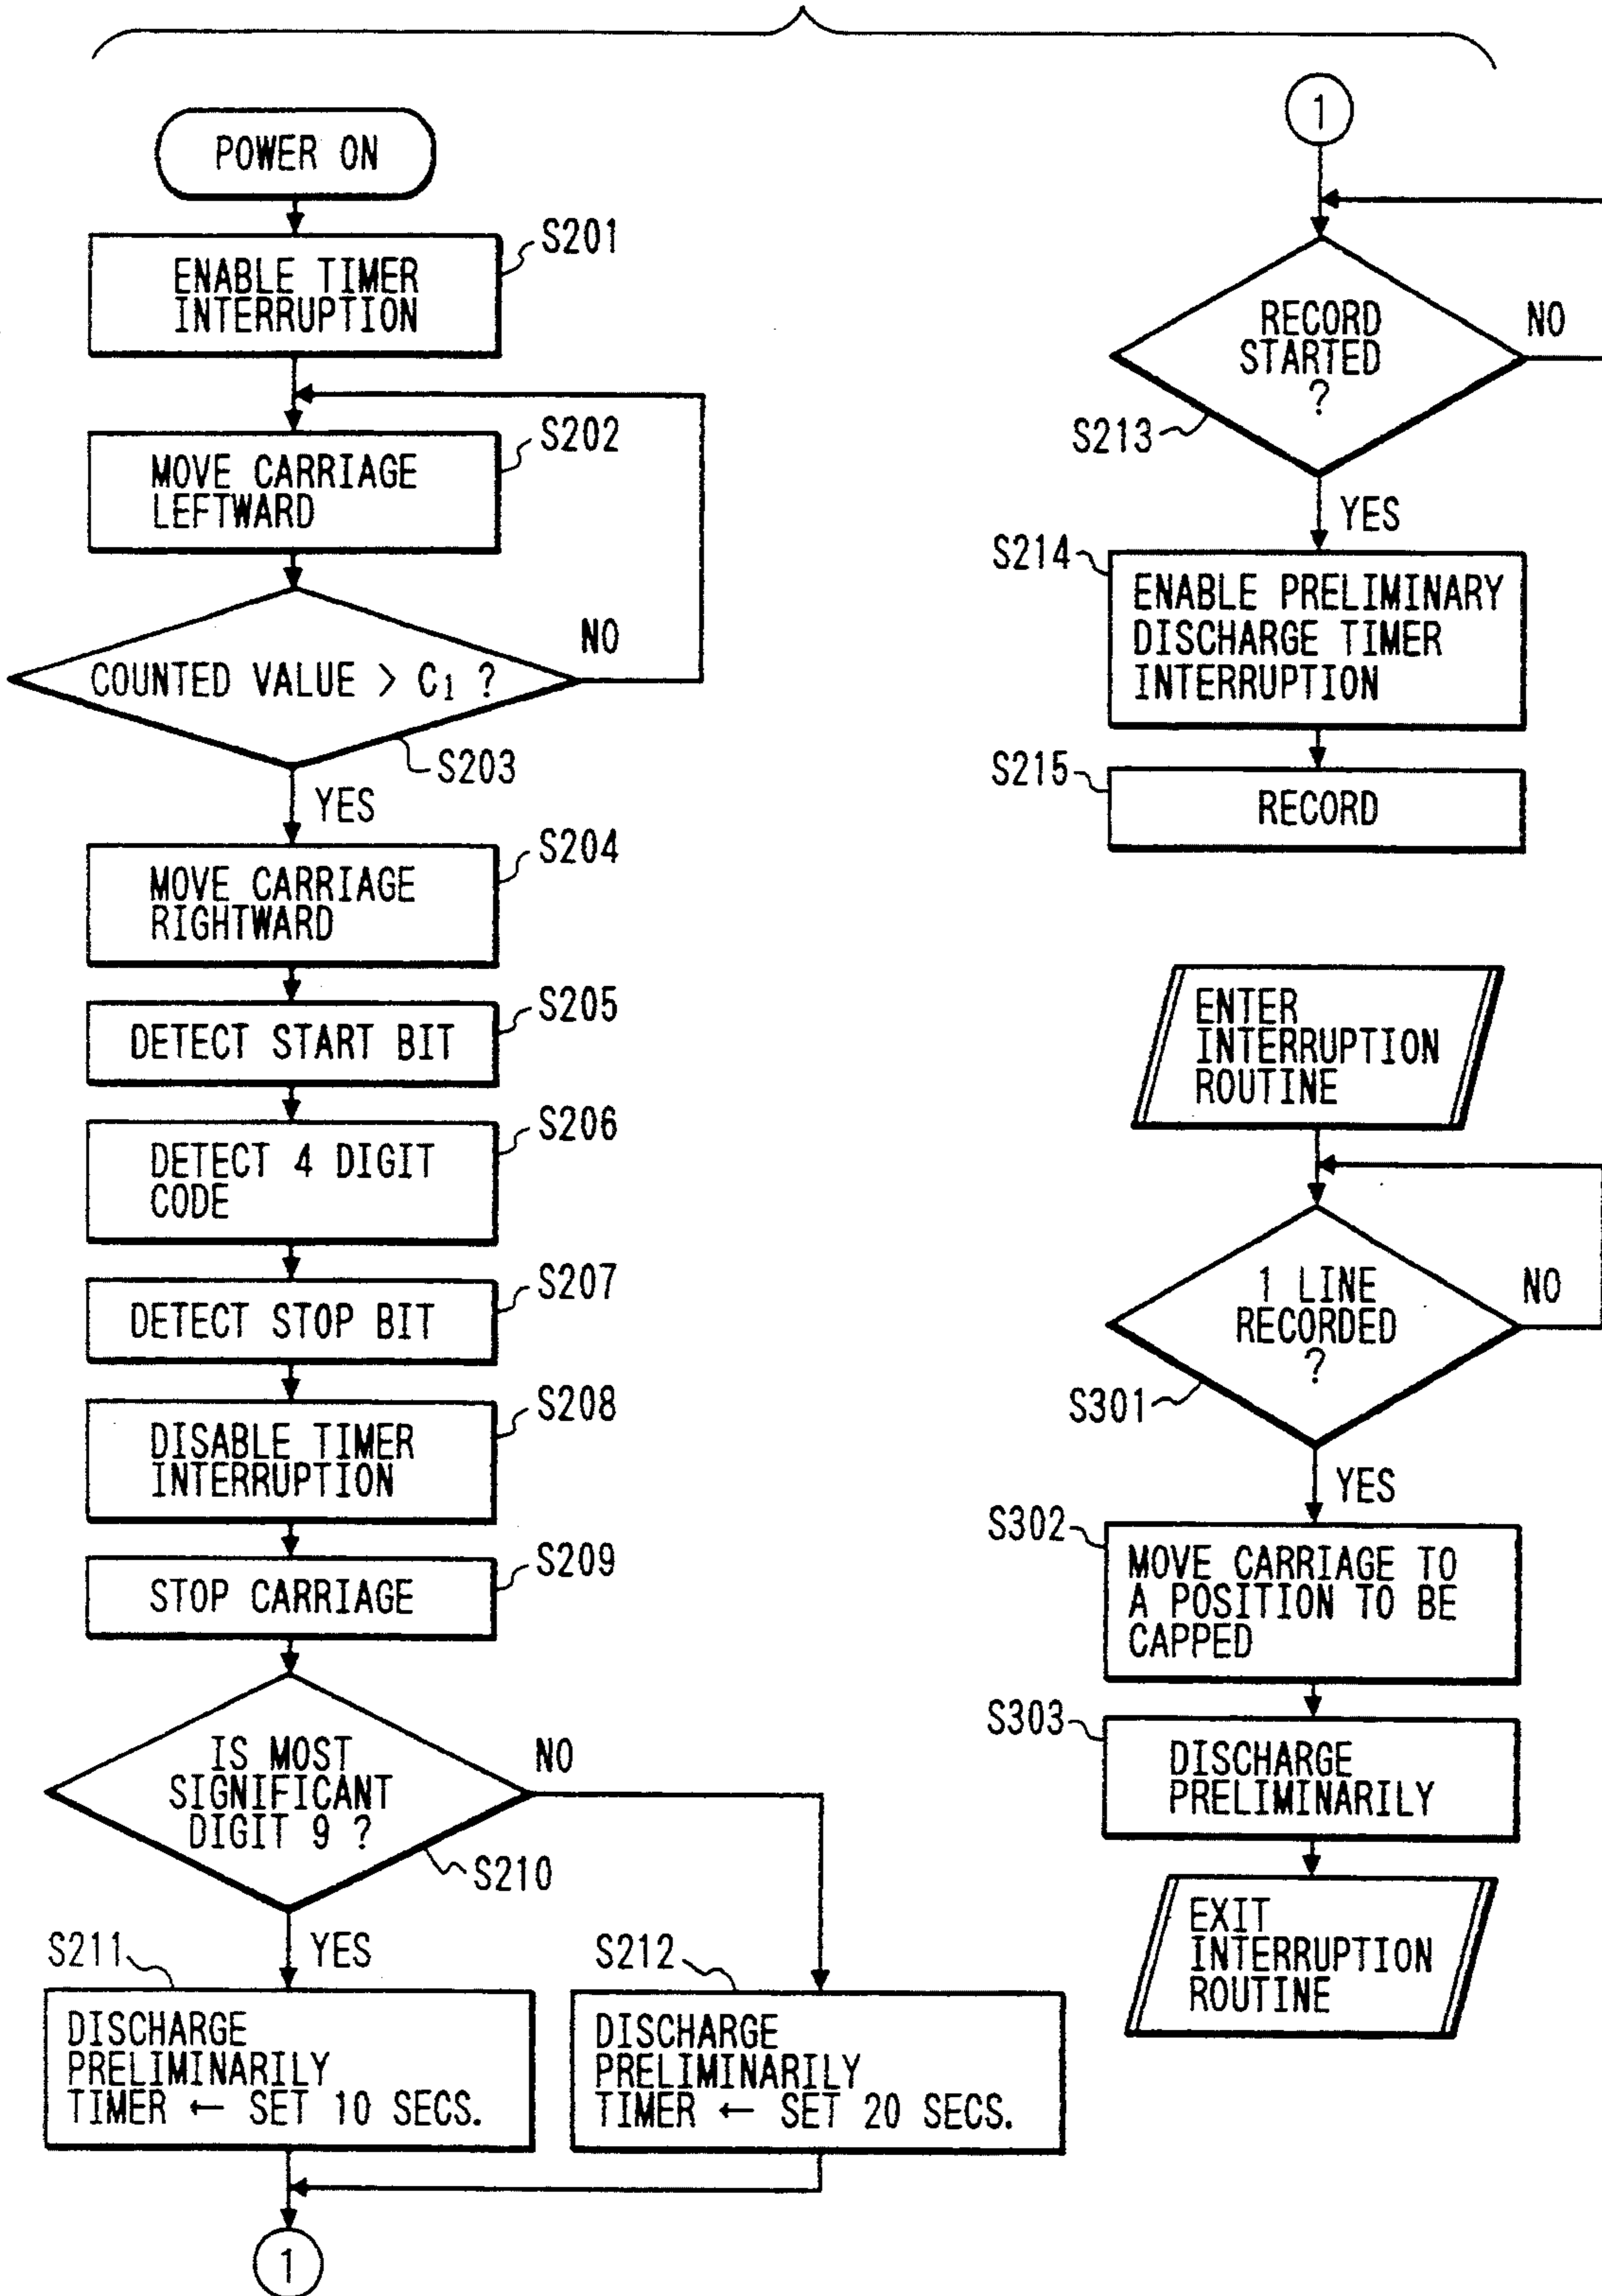 POWER ON
S201
ENABLE TIMER
INTERRUPTION
S202
MOVE CARRIAGE
LEFTWARD
NO
COUNTED VALUE > C₁ ?
S203
YES
S204
MOVE CARRIAGE
RIGHTWARD
S205
DETECT START BIT
S206
DETECT 4 DIGIT
CODE
S207
DETECT STOP BIT
S208
DISABLE TIMER
INTERRUPTION
S209
STOP CARRIAGE
IS MOST
SIGNIFICANT
DIGIT 9 ?
NO
S210
YES
S211
DISCHARGE
PRELIMINARILY
TIMER ← SET 10 SECS.
S212
DISCHARGE
PRELIMINARILY
TIMER ← SET 20 SECS.
1
1
RECORD
STARTED
?
NO
S213
YES
S214
ENABLE PRELIMINARY
DISCHARGE TIMER
INTERRUPTION
S215
RECORD
ENTER
INTERRUPTION
ROUTINE
1 LINE
RECORDED
?
NO
S301
YES
S302
MOVE CARRIAGE TO
A POSITION TO BE
CAPPED
S303
DISCHARGE
PRELIMINARILY
EXIT
INTERRUPTION
ROUTINE